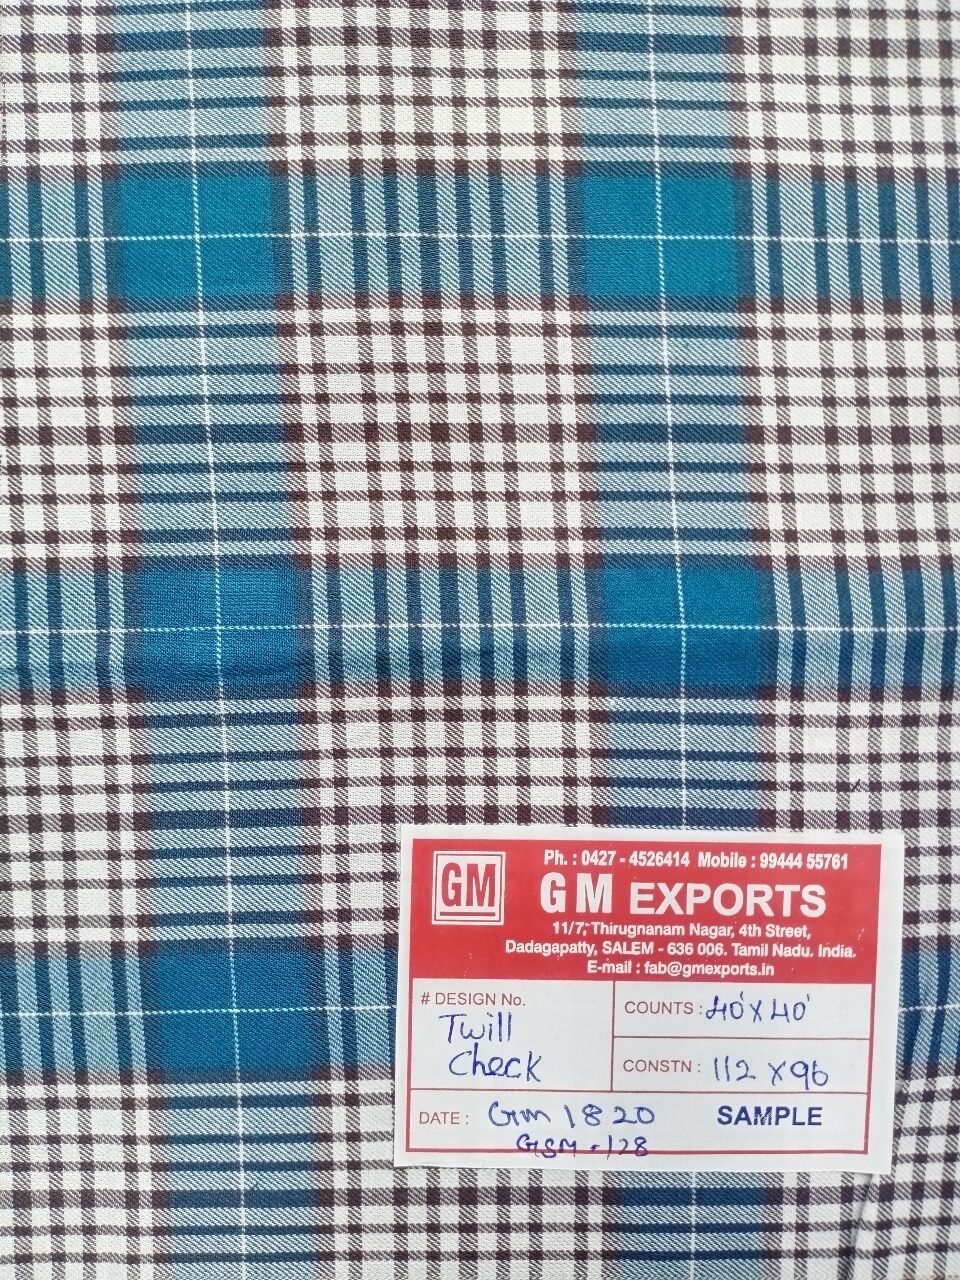 GM
Ph. : 0427 - 4526414 Mobile : 99444 55761
G M EXPORTS
11/7, Thirugnanam Nagar, 4th Street,
Dadagapatty, SALEM - 636 006. Tamil Nadu. India.
E-mail : fab@gmexports.in
# DESIGN No.
Twill
Check
COUNTS : 40' X 40'
CONSTN : 112 X 96
DATE : Gm 1820
SAMPLE
GSM - 128